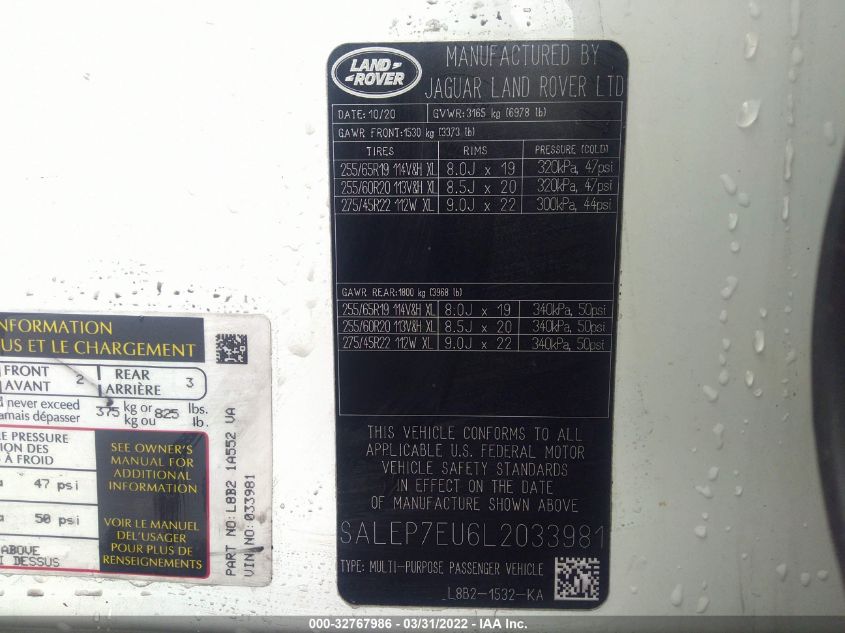 LAND ROVER
MANUFACTURED BY
JAGUAR LAND ROVER LTD
DATE: 10/20 GVWR: 3165 kg (6978 lb)
GAWR FRONT: 1530 kg (3373 lb)
TIRES RIMS PRESSURE (COLD)
255/65R19 114V&H XL 8.0J x 19 320kPa, 47psi
255/60R20 113V&H XL 8.5J x 20 320kPa, 47psi
275/45R22 112W XL 9.0J x 22 300kPa, 44psi
GAWR REAR: 1800 kg (3968 lb)
255/65R19 114V&H XL 8.0J x 19 340kPa, 50psi
255/60R20 113V&H XL 8.5J x 20 340kPa, 50psi
275/45R22 112W XL 9.0J x 22 340kPa, 50psi
THIS VEHICLE CONFORMS TO ALL
APPLICABLE U.S. FEDERAL MOTOR
VEHICLE SAFETY STANDARDS
IN EFFECT ON THE DATE
OF MANUFACTURE SHOWN ABOVE
SALEP7EU6L2033981
TYPE: MULTI-PURPOSE PASSENGER VEHICLE
L8B2-1532-KA
INFORMATION
US ET LE CHARGEMENT
FRONT AVANT 2 REAR ARRIÈRE 3
d never exceed 375 kg or 825 lbs.
jamais dépasser kg ou lb.
E PRESSURE
ION DES
À FROID
47 psi
50 psi
ABOVE
I DESSUS
SEE OWNER'S
MANUAL FOR
ADDITIONAL
INFORMATION
VOIR LE MANUEL
DEL'USAGER
POUR PLUS DE
RENSEIGNEMENTS
PART NO: L8B2 1A552 VA
VIN NO: 033981
000-32767986 - 03/31/2022 - IAA Inc.